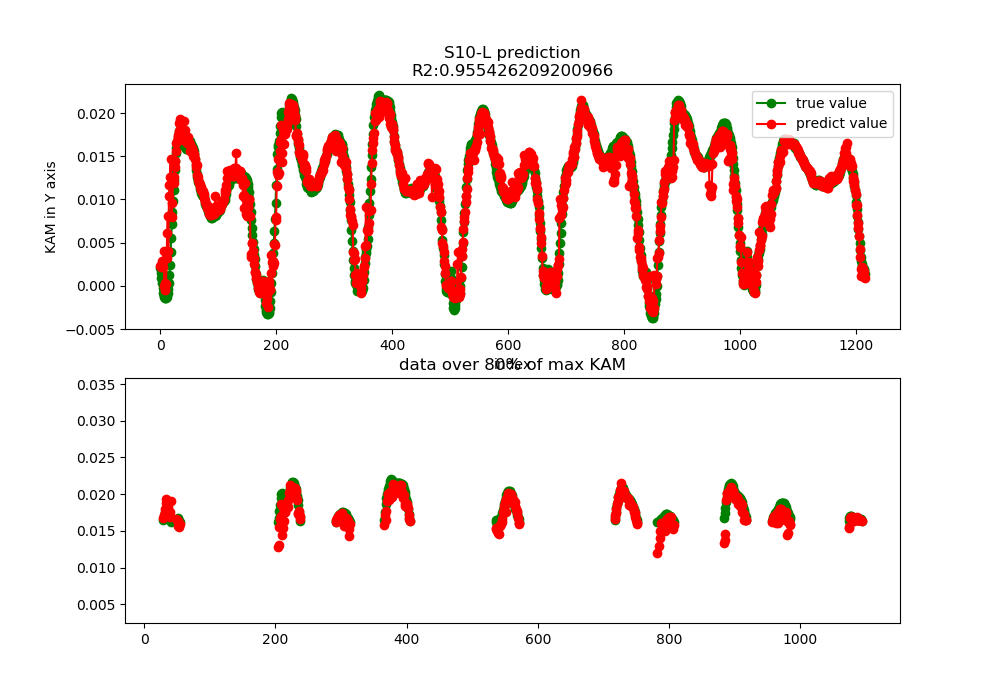 S10-L prediction
R2:0.955426209200966
true value
predict value
KAM in Y axis
0.020
0.015
0.010
0.005
0.000
−0.005
0 200 400 600 800 1000 1200
index
data over 80% of max KAM
0.035
0.030
0.025
0.020
0.015
0.010
0.005
0 200 400 600 800 1000